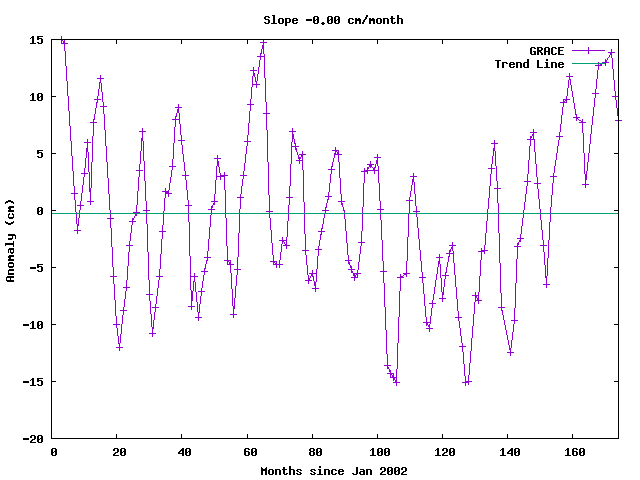 Slope -0.00 cm/month
GRACE
Trend Line
15
10
5
0
-5
-10
-15
-20
Anomaly (cm)
0 20 40 60 80 100 120 140 160
Months since Jan 2002